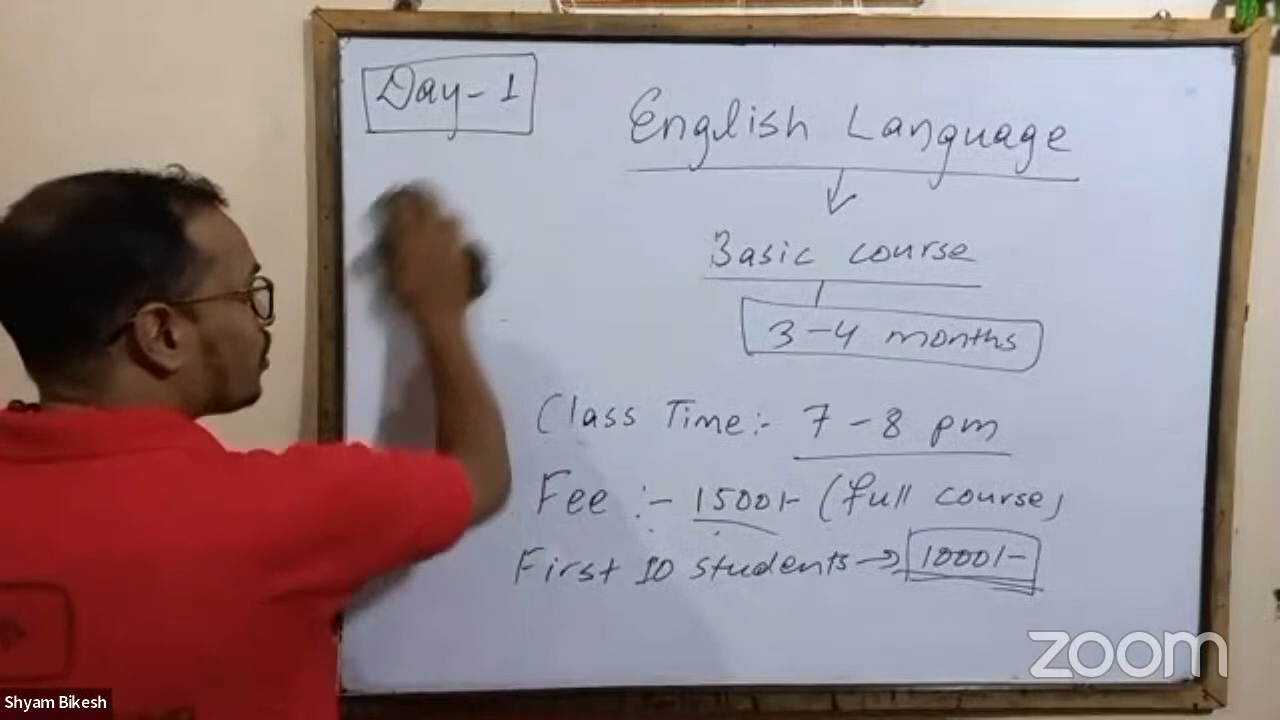 Day-1
English Language
Basic course
3-4 months
Class Time:- 7-8 pm
Fee :- 1500/- (full course)
First 10 students → 1000/-
zoom
Shyam Bikesh